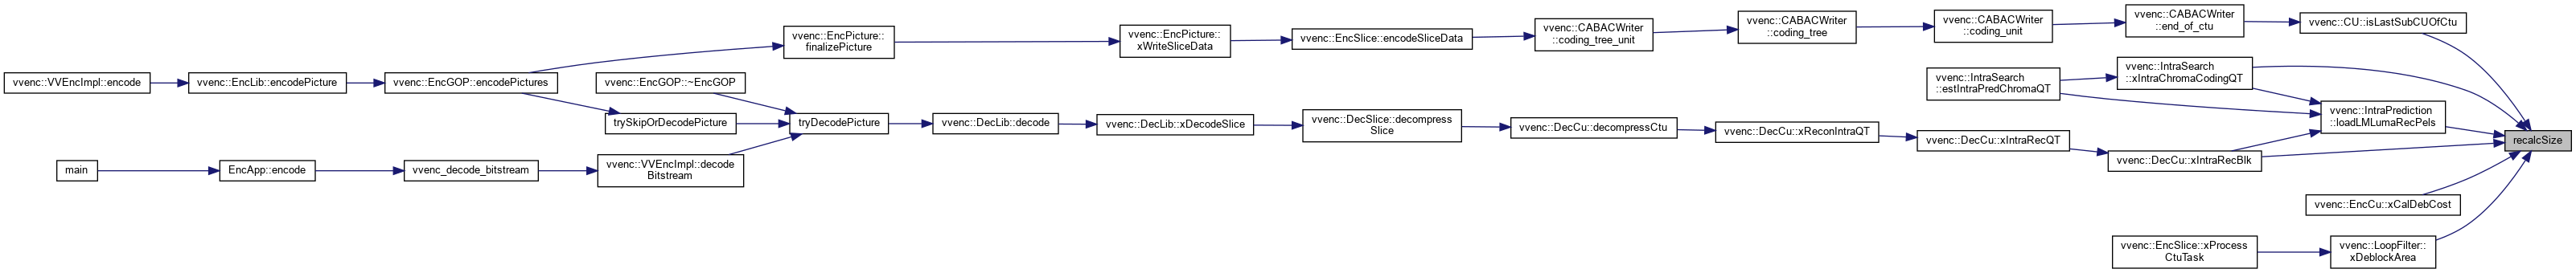 vvenc::VVEncImpl::encode
vvenc::EncLib::encodePicture
vvenc::EncGOP::encodePictures
vvenc::EncPicture::
finalizePicture
vvenc::EncPicture::
xWriteSliceData
vvenc::EncSlice::encodeSliceData
vvenc::CABACWriter
::coding_tree_unit
vvenc::CABACWriter
::coding_tree
vvenc::CABACWriter
::coding_unit
vvenc::CABACWriter
::end_of_ctu
vvenc::CU::isLastSubCUOfCtu
vvenc::EncGOP::~EncGOP
trySkipOrDecodePicture
tryDecodePicture
vvenc::DecLib::decode
vvenc::DecLib::xDecodeSlice
vvenc::DecSlice::decompress
Slice
vvenc::DecCu::decompressCtu
vvenc::DecCu::xReconIntraQT
vvenc::DecCu::xIntraRecQT
vvenc::DecCu::xIntraRecBlk
vvenc::IntraSearch
::estIntraPredChromaQT
vvenc::IntraSearch
::xIntraChromaCodingQT
vvenc::IntraPrediction
::loadLMLumaRecPels
recalcSize
main
EncApp::encode
vvenc_decode_bitstream
vvenc::VVEncImpl::decode
Bitstream
vvenc::EncCu::xCalDebCost
vvenc::EncSlice::xProcess
CtuTask
vvenc::LoopFilter::
xDeblockArea